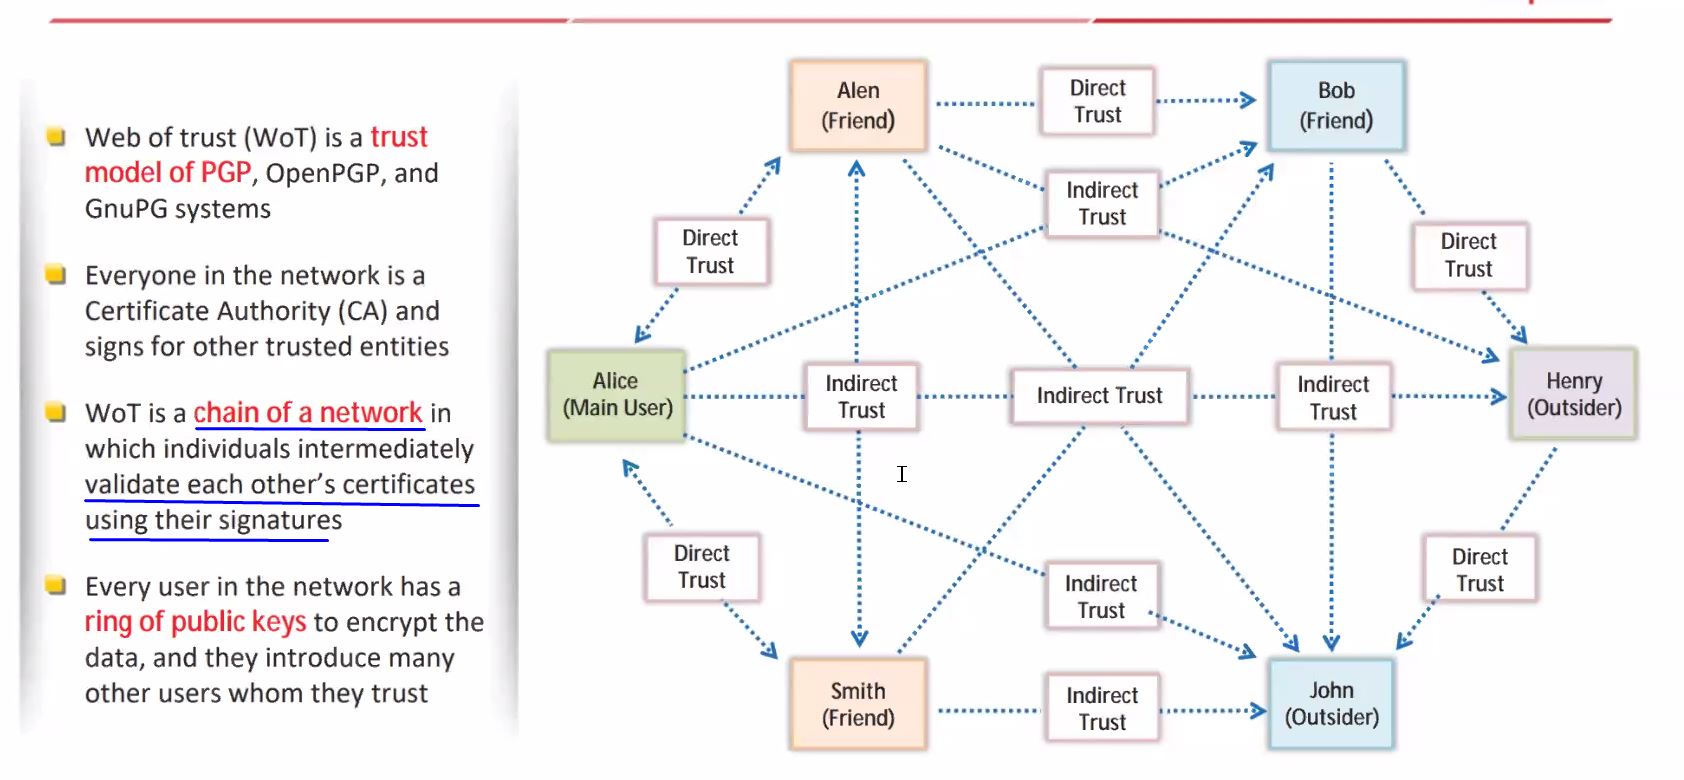 Web of trust (WoT) is a trust
model of PGP, OpenPGP, and
GnuPG systems
Everyone in the network is a
Certificate Authority (CA) and
signs for other trusted entities
WoT is a chain of a network in
which individuals intermediately
validate each other's certificates
using their signatures
Every user in the network has a
ring of public keys to encrypt the
data, and they introduce many
other users whom they trust
Alen
(Friend)
Direct
Trust
Bob
(Friend)
Indirect
Trust
Direct
Trust
Direct
Trust
Alice
(Main User)
Indirect
Trust
Indirect Trust
Indirect
Trust
Henry
(Outsider)
Direct
Trust
Indirect
Trust
Direct
Trust
Smith
(Friend)
Indirect
Trust
John
(Outsider)